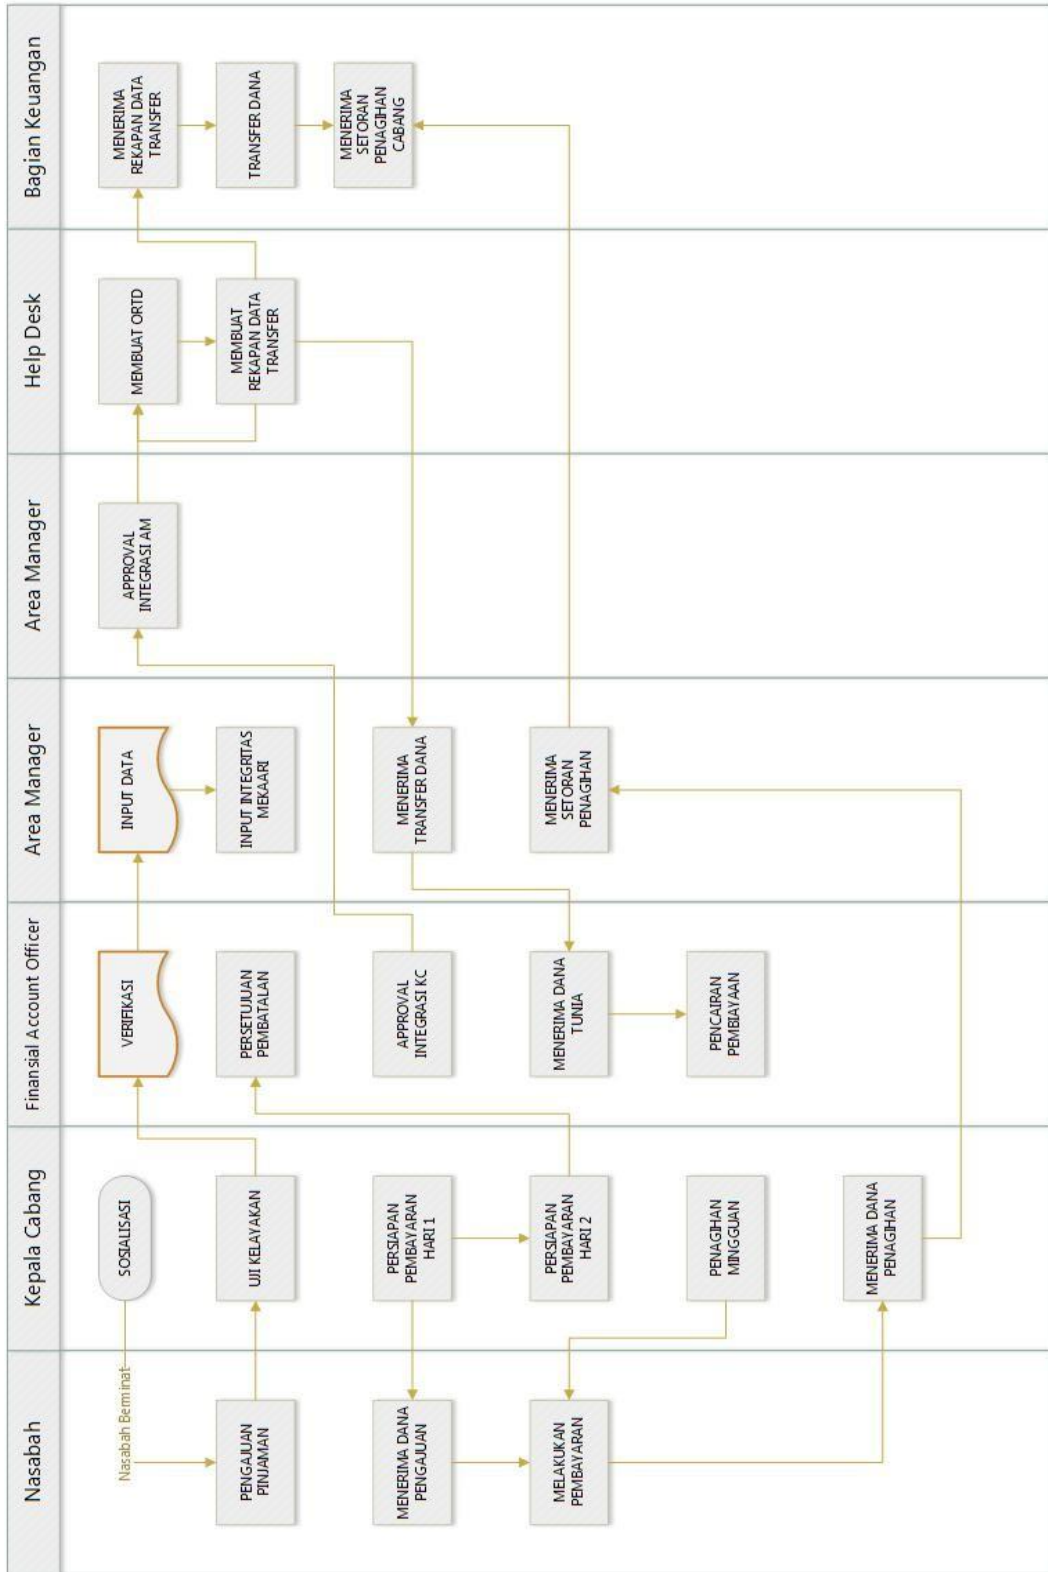 Nasabah
Kepala Cabang
Finansial Account Officer
Area Manager
Area Manager
Help Desk
Bagian Keuangan
Nasabah Berminat
PENGAJUAN
PINJAMAN
MENERIMA DANA
PENGAJUAN
MELAKUKAN
PEMBAYARAN
SOSIALISASI
UJI KELAYAKAN
PERSIAPAN
PEMBAYARAN
HARI 1
PERSIAPAN
PEMBAYARAN
HARI 2
PENAGIHAN
MINGGUAN
MENERIMA DANA
PENAGIHAN
VERIFIKASI
PERSETUJUAN
PEMBATALAN
APPROVAL
INTEGRASI KC
MENERIMA DANA
TUNIA
PENCAIRAN
PEMBIAYAAN
INPUT DATA
INPUT INTEGRITAS
MEKAARI
MENERIMA
TRANSFER DANA
MENERIMA
SETORAN
PENAGIHAN
APPROVAL
INTEGRASI AM
MEMBUAT ORTD
MEMBUAT
REKAPAN DATA
TRANSFER
MENERIMA
REKAPAN DATA
TRANSFER
TRANSFER DANA
MENERIMA
SETORAN
PENAGIHAN
CABANG